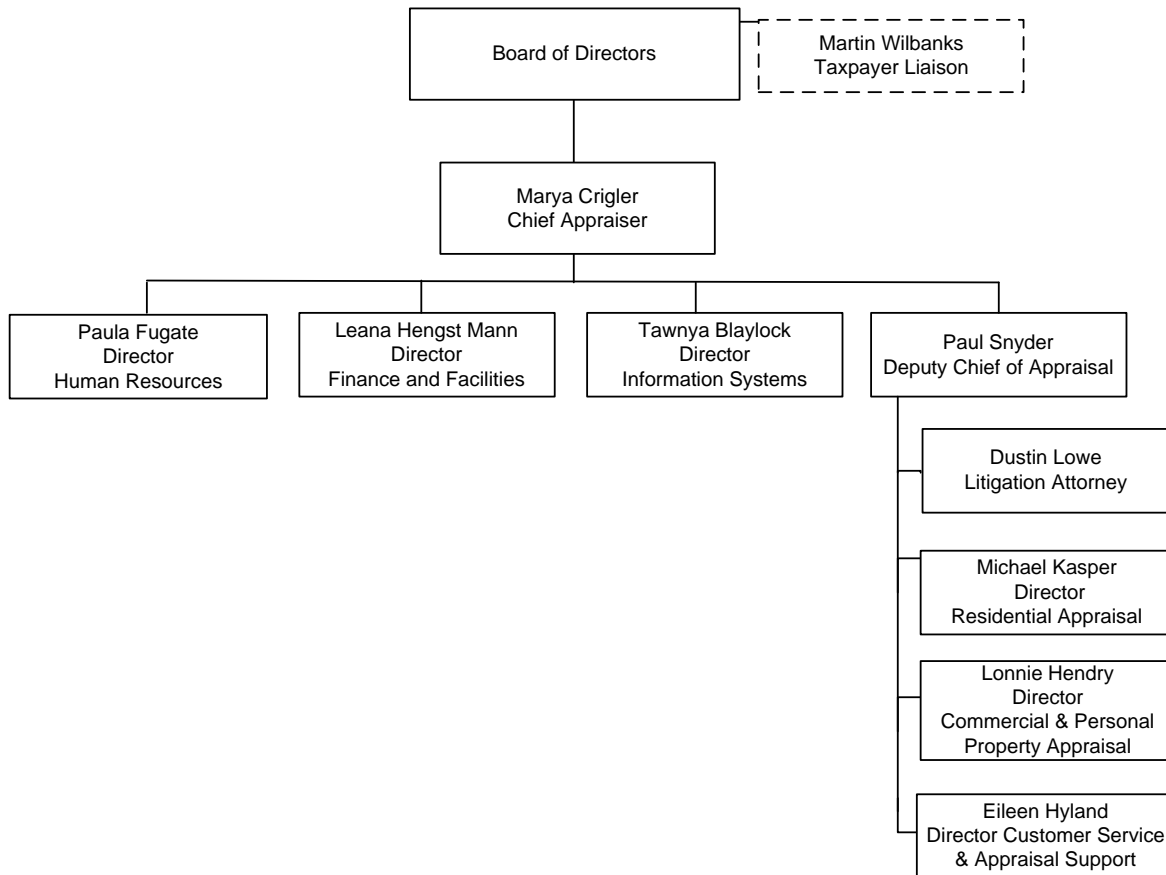 Board of Directors
Martin Wilbanks
Taxpayer Liaison
Marya Crigler
Chief Appraiser
Paula Fugate
Director
Human Resources
Leana Hengst Mann
Director
Finance and Facilities
Tawnya Blaylock
Director
Information Systems
Paul Snyder
Deputy Chief of Appraisal
Dustin Lowe
Litigation Attorney
Michael Kasper
Director
Residential Appraisal
Lonnie Hendry
Director
Commercial & Personal
Property Appraisal
Eileen Hyland
Director Customer Service
& Appraisal Support